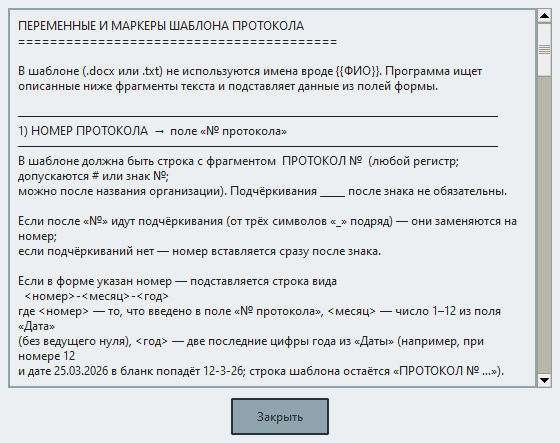 ПЕРЕМЕННЫЕ И МАРКЕРЫ ШАБЛОНА ПРОТОКОЛА
========================================
В шаблоне (.docx или .txt) не используются имена вроде {{ФИО}}. Программа ищет
описанные ниже фрагменты текста и подставляет данные из полей формы.
1) НОМЕР ПРОТОКОЛА → поле «№ протокола»
В шаблоне должна быть строка с фрагментом ПРОТОКОЛ № (любой регистр;
допускаются # или знак №;
можно после названия организации). Подчёркивания _____ после знака не обязательны.
Если после «№» идут подчёркивания (от трёх символов «_» подряд) — они заменяются на
номер;
если подчёркиваний нет — номер вставляется сразу после знака.
Если в форме указан номер — подставляется строка вида
<номер>-<месяц>-<год>
где <номер> — то, что введено в поле «№ протокола», <месяц> — число 1–12 из поля
«Дата»
(без ведущего нуля), <год> — две последние цифры года из «Даты» (например, при
номере 12
и дате 25.03.2026 в бланк попадёт 12-3-26; строка шаблона остаётся «ПРОТОКОЛ № ...»).
Закрыть